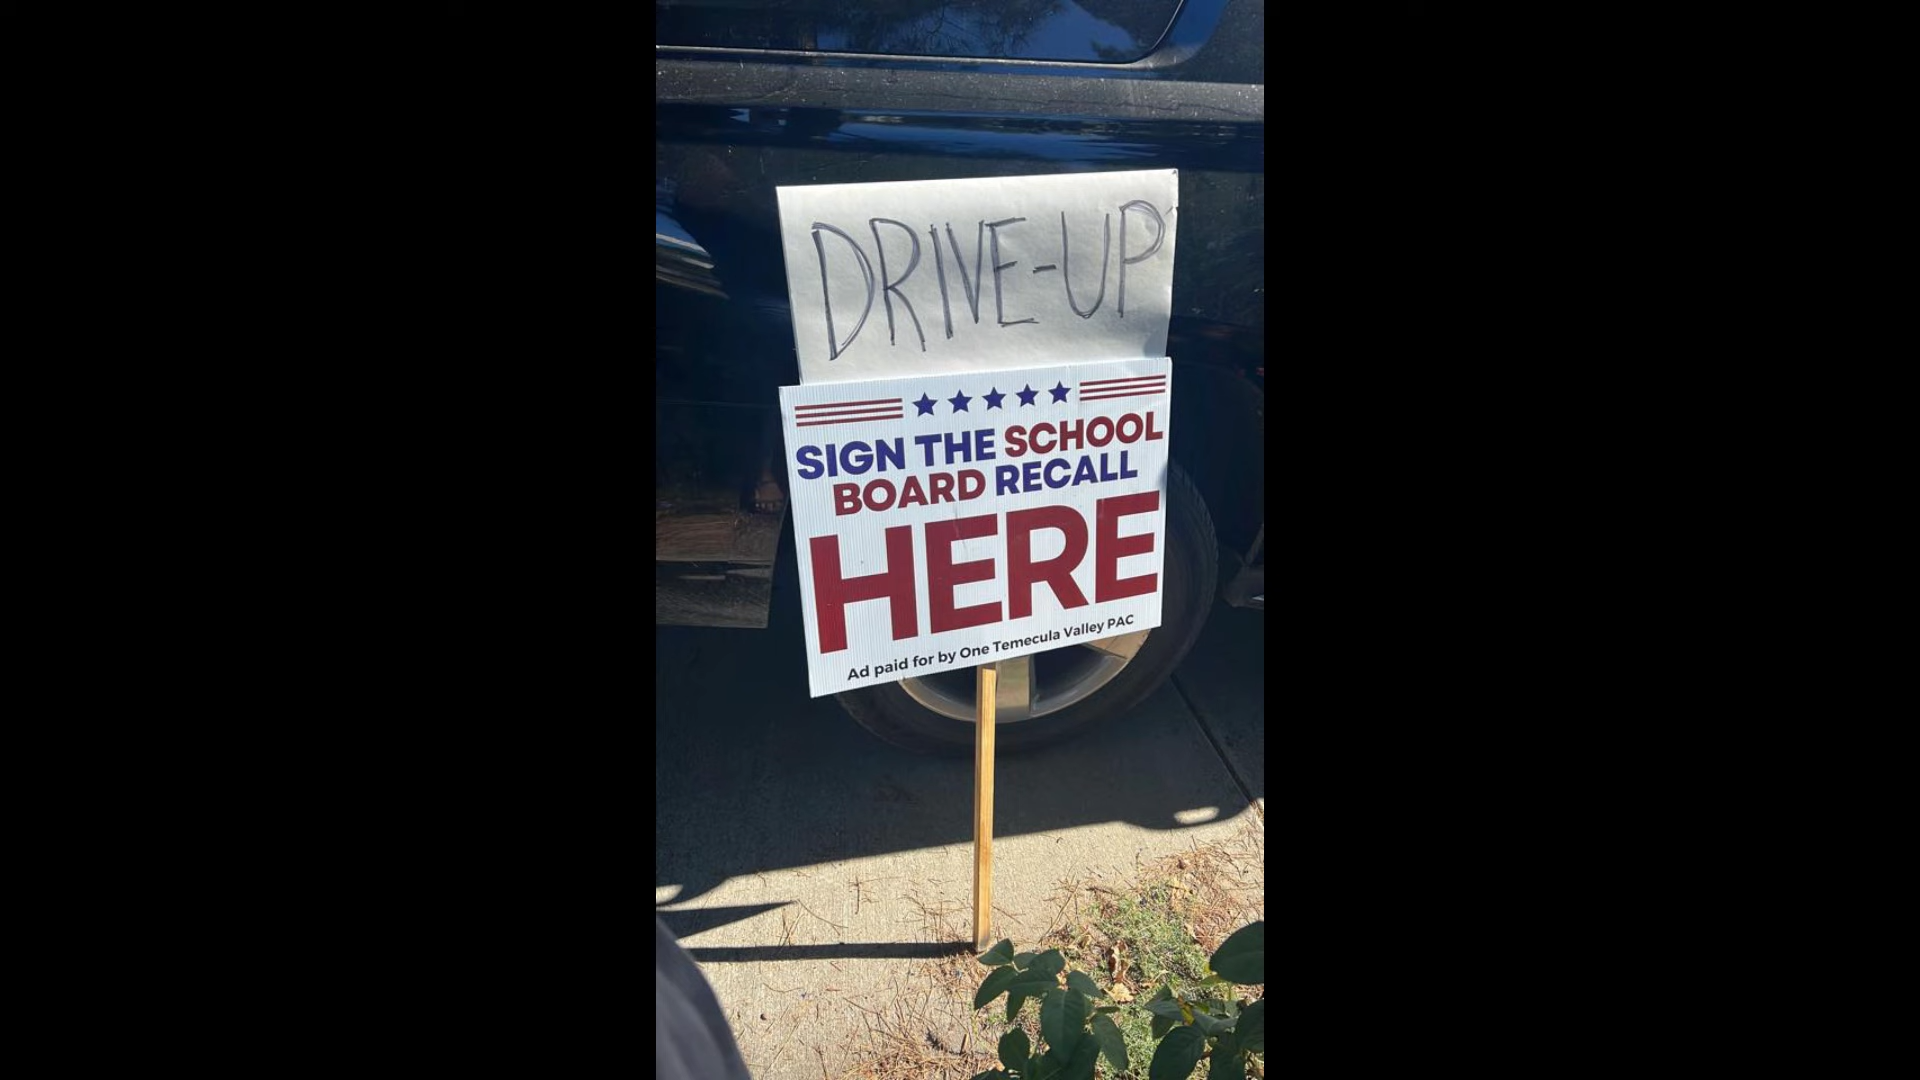 DRIVE-UP
SIGN THE SCHOOL
BOARD RECALL
HERE
Ad paid for by One Temecula Valley PAC